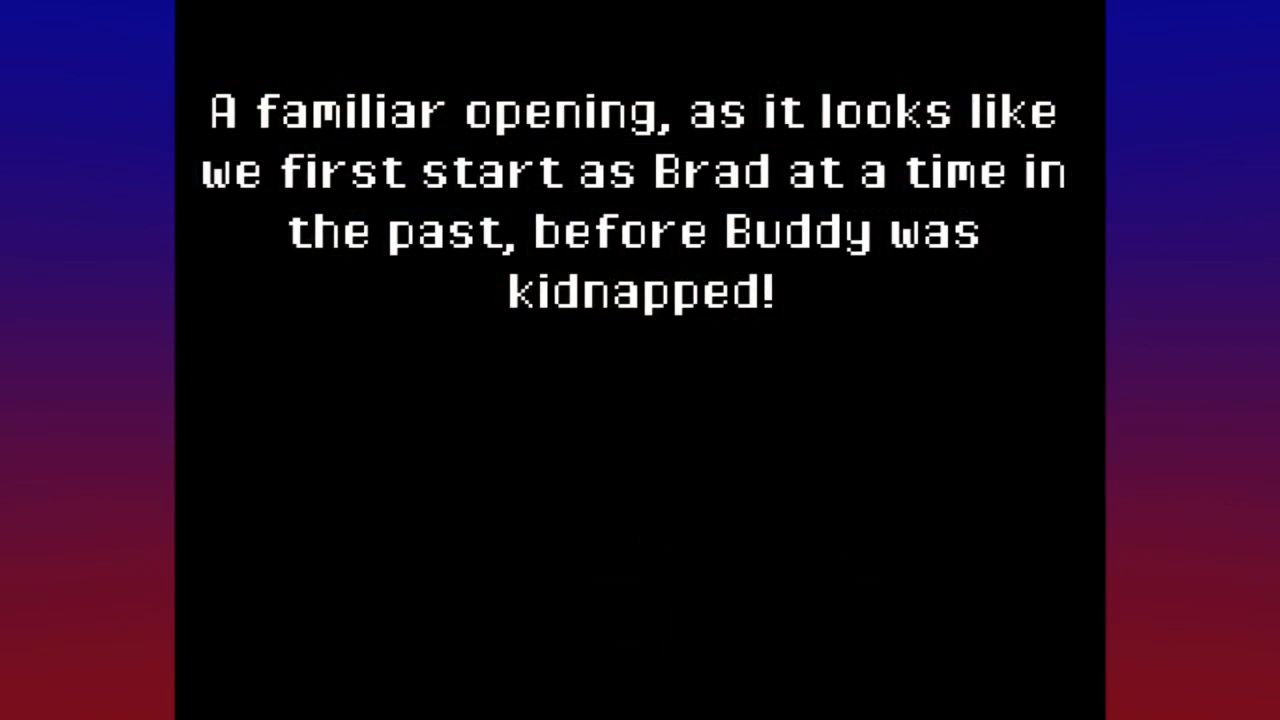 A familiar opening, as it looks like
we first start as Brad at a time in
the past, before Buddy was
kidnapped!